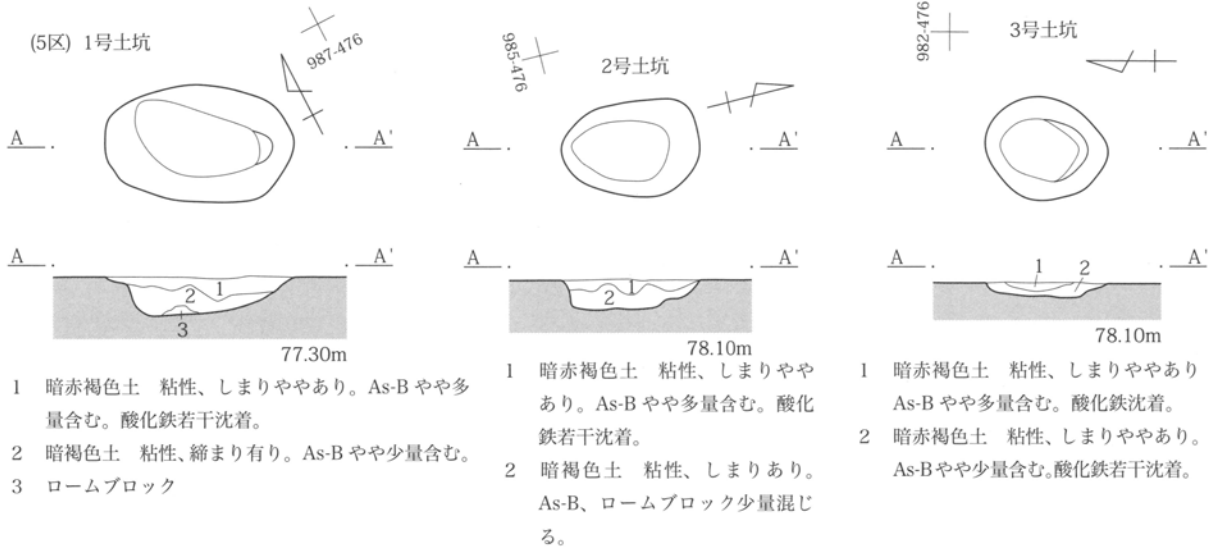 (5区) 1号土坑
987-476
A
A'
A
A'
1
2
3
77.30m
1 暗赤褐色土 粘性、しまりややあり。As-B やや多
量含む。酸化鉄若干沈着。
2 暗褐色土 粘性、締まり有り。As-B やや少量含む。
3 ロームブロック
985-476
2号土坑
A
A'
A
A'
1
2
78.10m
1 暗赤褐色土 粘性、しまりやや
あり。As-B やや多量含む。酸化
鉄若干沈着。
2 暗褐色土 粘性、しまりあり。
As-B、ロームブロック少量混じ
る。
982-476
3号土坑
A
A'
A
A'
1
2
78.10m
1 暗赤褐色土 粘性、しまりややあり
As-B やや多量含む。酸化鉄沈着。
2 暗赤褐色土 粘性、しまりややあり。
As-Bやや少量含む。酸化鉄若干沈着。